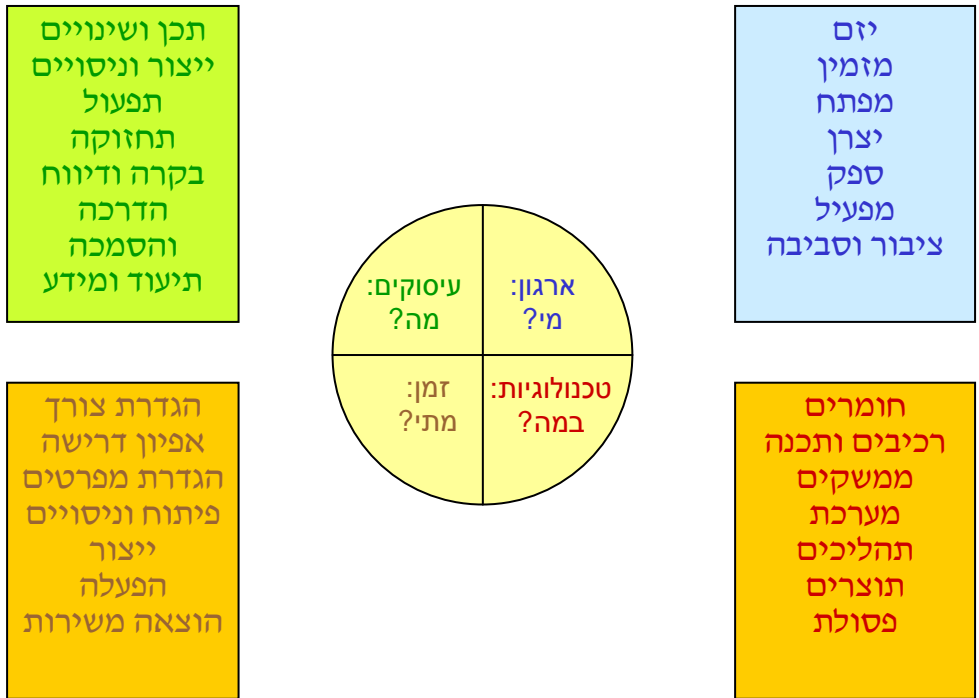 יזם
מזמין
מפתח
יצרן
ספק
מפעיל
ציבור וסביבה
תכן ושינויים
ייצור וניסויים
תפעול
תחזוקה
בקרה ודיווח
הדרכה
והסמכה
תיעוד ומידע
ארגון:
מי?
עיסוקים:
מה?
טכנולוגיות:
במה?
זמן:
מתי?
חומרים
רכיבים ותכנה
ממשקים
מערכת
תהליכים
תוצרים
פסולת
הגדרת צורך
אפיון דרישה
הגדרת מפרטים
פיתוח וניסויים
ייצור
הפעלה
הוצאה משירות